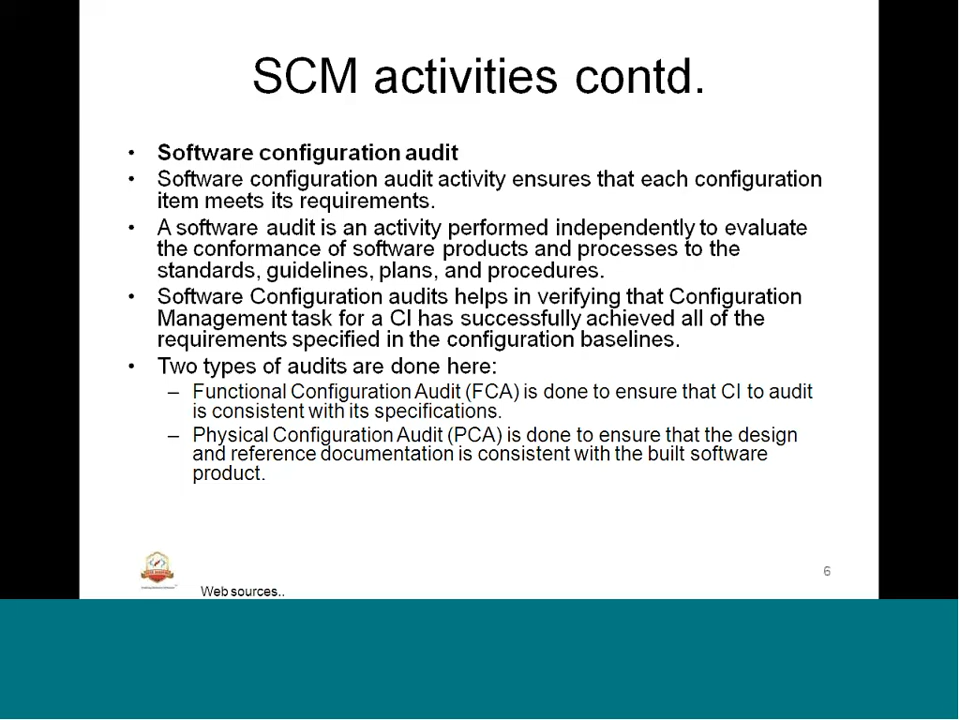 SCM activities contd.
• Software configuration audit
• Software configuration audit activity ensures that each configuration
item meets its requirements.
• A software audit is an activity performed independently to evaluate
the conformance of software products and processes to the
standards, guidelines, plans, and procedures.
• Software Configuration audits helps in verifying that Configuration
Management task for a CI has successfully achieved all of the
requirements specified in the configuration baselines.
• Two types of audits are done here:
– Functional Configuration Audit (FCA) is done to ensure that CI to audit
is consistent with its specifications.
– Physical Configuration Audit (PCA) is done to ensure that the design
and reference documentation is consistent with the built software
product.
6
Web sources..